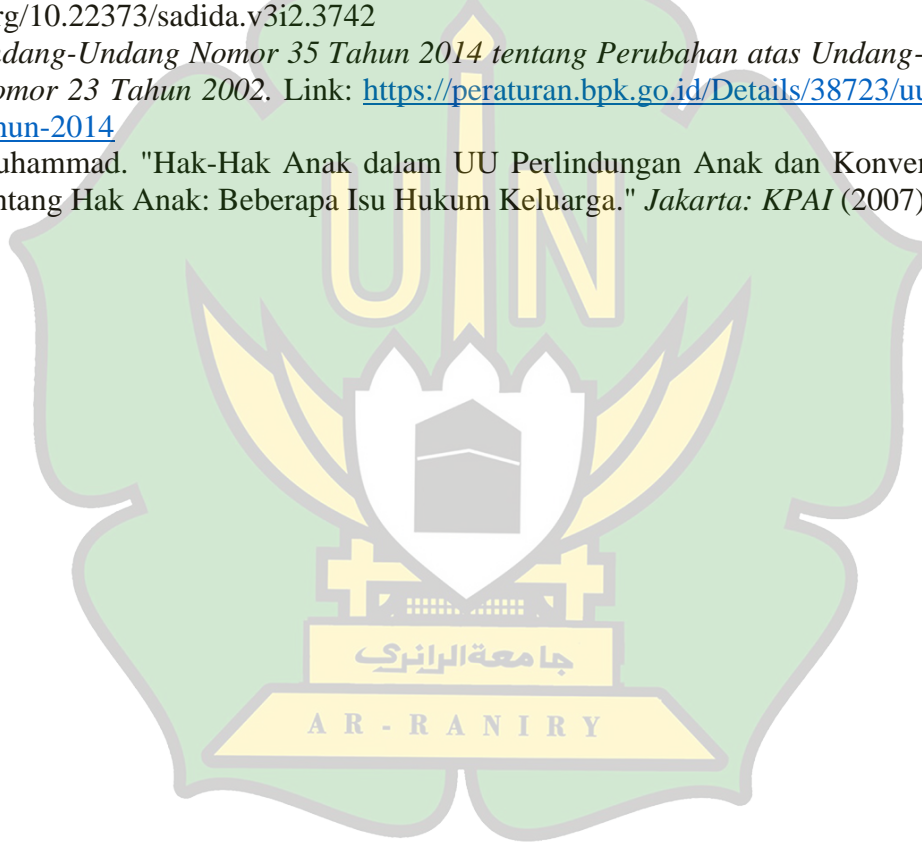 rg/10.22373/sadida.v3i2.3742
ndang-Undang Nomor 35 Tahun 2014 tentang Perubahan atas Undang-
omor 23 Tahun 2002. Link: https://peraturan.bpk.go.id/Details/38723/uu
hun-2014
uhammad. "Hak-Hak Anak dalam UU Perlindungan Anak dan Konven
ntang Hak Anak: Beberapa Isu Hukum Keluarga." Jakarta: KPAI (2007)
UIN
جامعةالرانري
AR-RANIRY